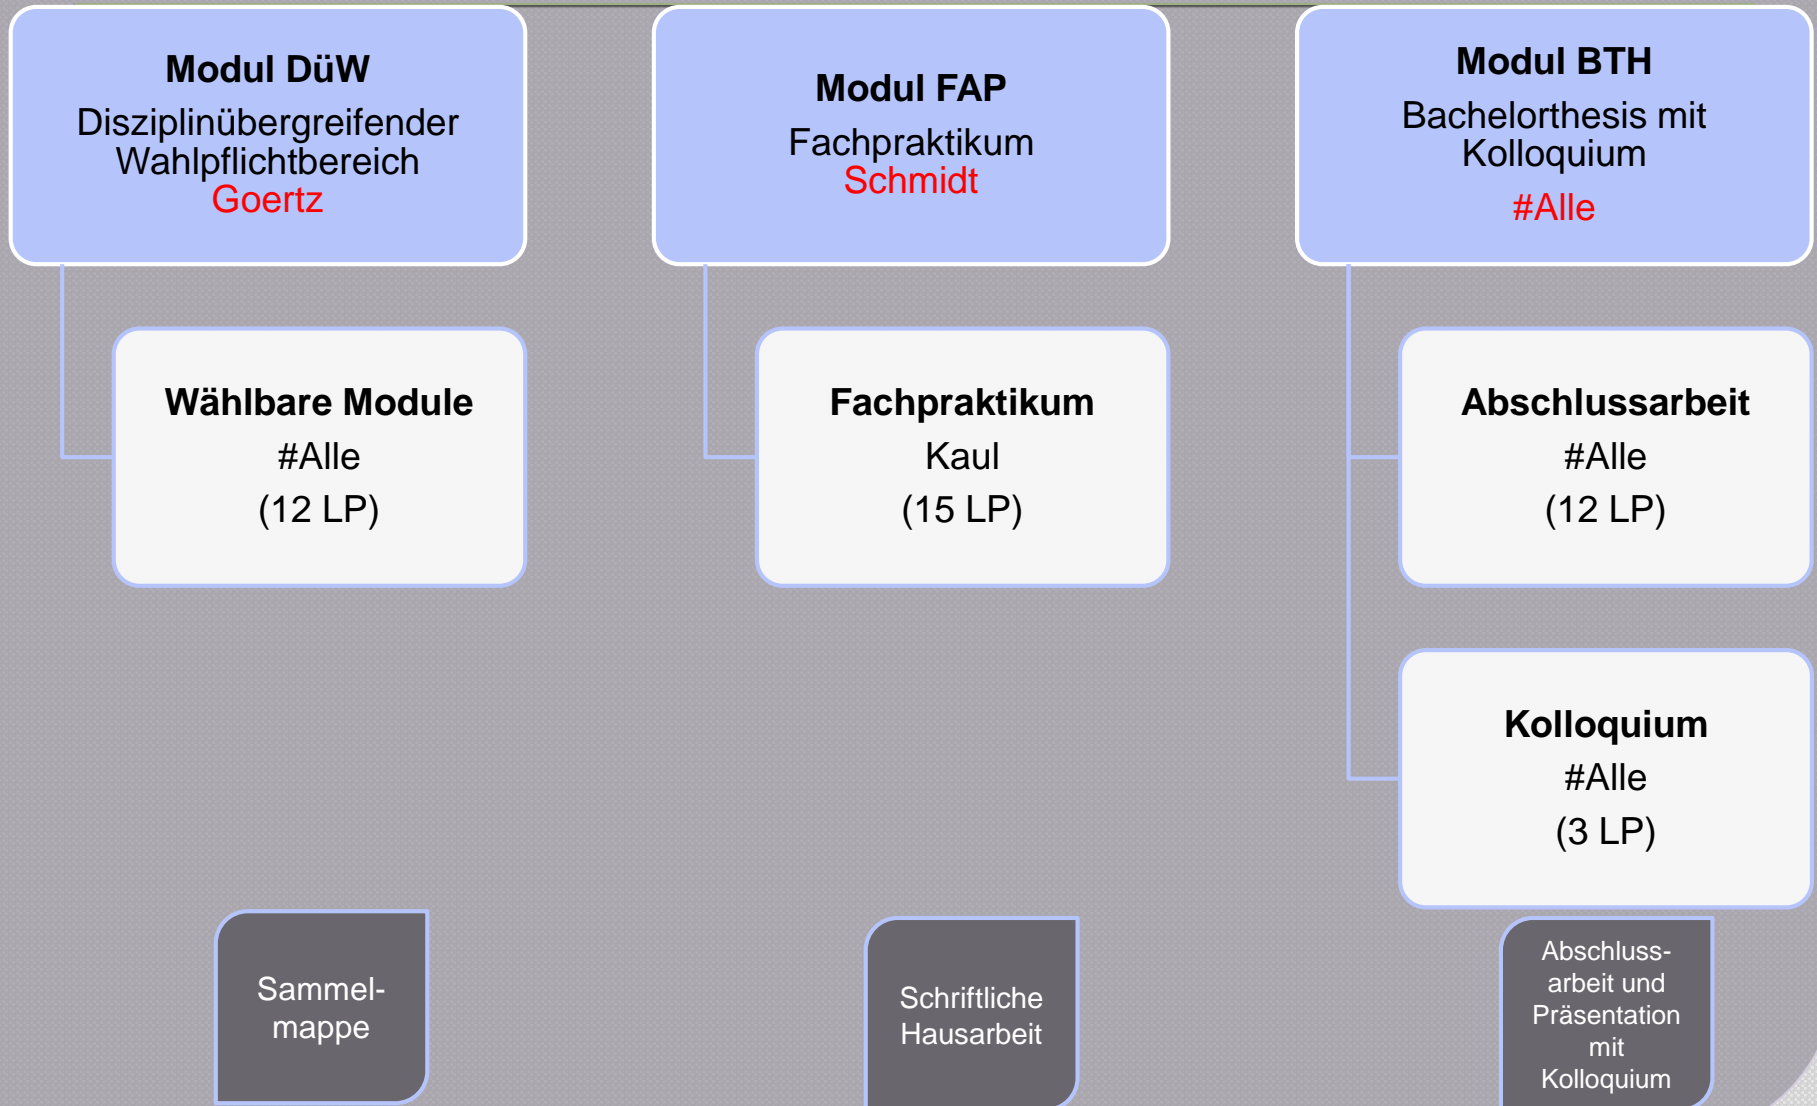 Modul DüW
Disziplinübergreifender
Wahlpflichtbereich
Goertz
Wählbare Module
#Alle
(12 LP)
Sammel-
mappe
Modul FAP
Fachpraktikum
Schmidt
Fachpraktikum
Kaul
(15 LP)
Schriftliche
Hausarbeit
Modul BTH
Bachelorthesis mit
Kolloquium
#Alle
Abschlussarbeit
#Alle
(12 LP)
Kolloquium
#Alle
(3 LP)
Abschluss-
arbeit und
Präsentation
mit
Kolloquium